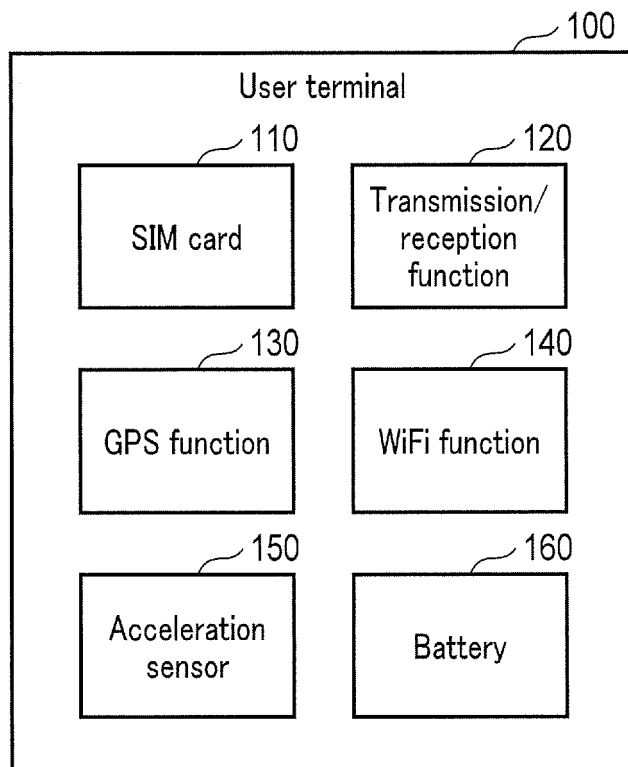 100
User terminal
110
120
SIM card
Transmission/
reception
function
130
140
GPS function
WiFi function
150
160
Acceleration
sensor
Battery